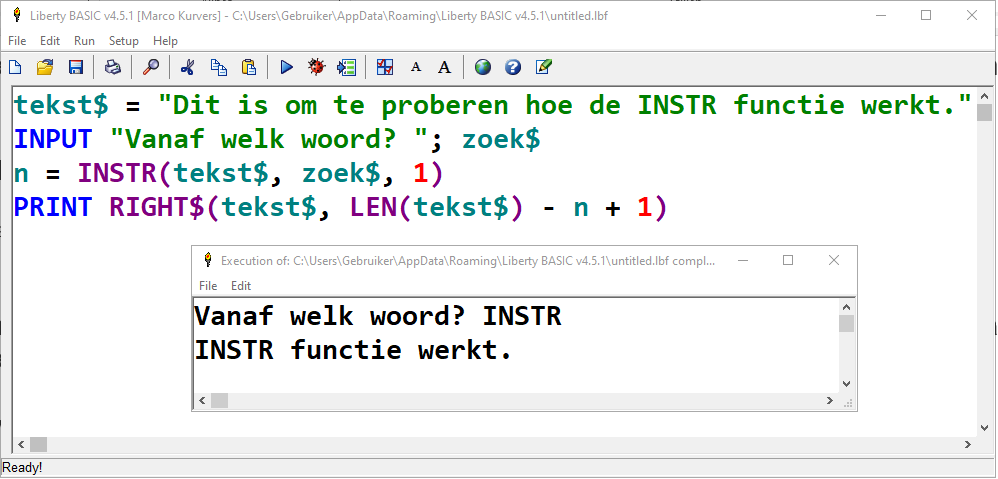 Liberty BASIC v4.5.1 [Marco Kurvers] - C:\Users\Gebruiker\AppData\Roaming\Liberty BASIC v4.5.1\untitled.lbf
File Edit Run Setup Help
tekst$ = "Dit is om te proberen hoe de INSTR functie werkt."
INPUT "Vanaf welk woord? "; zoek$
n = INSTR(tekst$, zoek$, 1)
PRINT RIGHT$(tekst$, LEN(tekst$) - n + 1)
Execution of: C:\Users\Gebruiker\AppData\Roaming\Liberty BASIC v4.5.1\untitled.lbf compl...
File Edit
Vanaf welk woord? INSTR
INSTR functie werkt.
Ready!